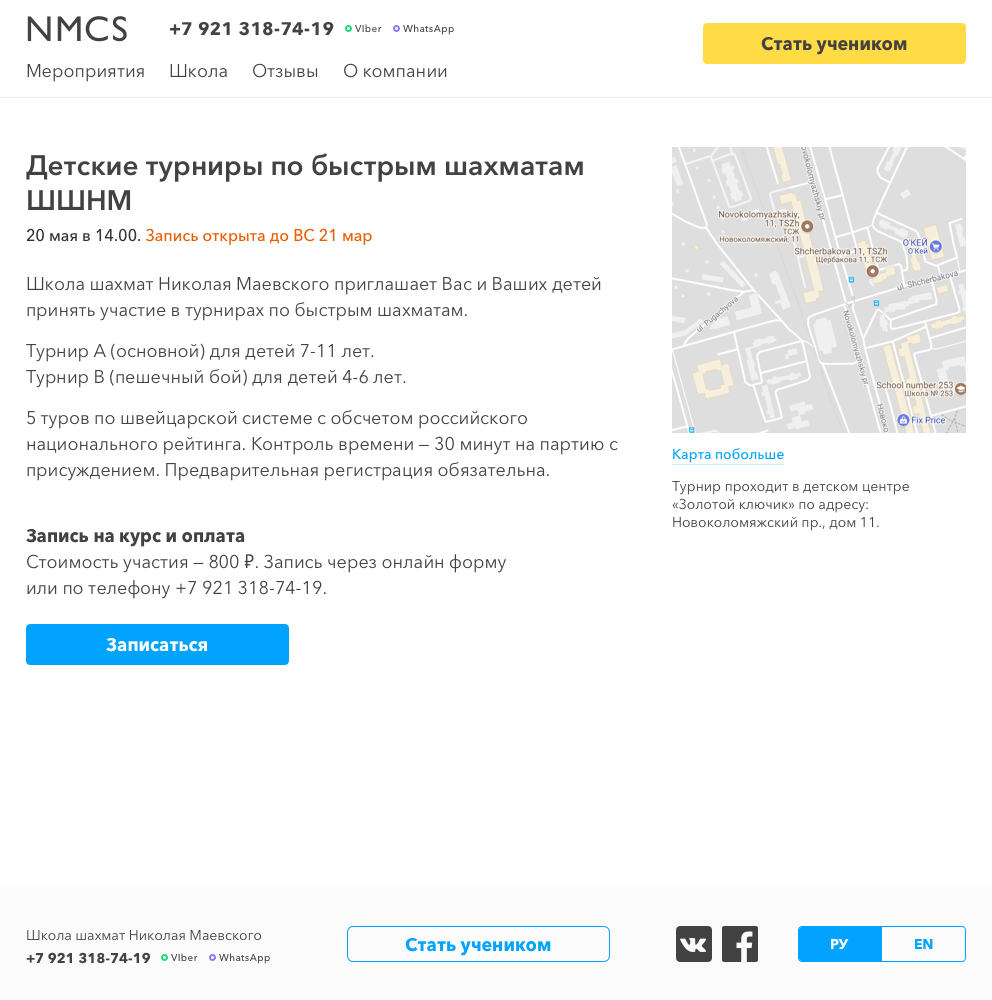 NMCS
+7 921 318-74-19 VIber WhatsApp
Стать учеником
Мероприятия Школа Отзывы О компании
Детские турниры по быстрым шахматам
ШШНМ
20 мая в 14.00. Запись открыта до ВС 21 мар
Школа шахмат Николая Маевского приглашает Вас и Ваших детей
принять участие в турнирах по быстрым шахматам.
Турнир А (основной) для детей 7-11 лет.
Турнир В (пешечный бой) для детей 4-6 лет.
5 туров по швейцарской системе с обсчетом российского
национального рейтинга. Контроль времени – 30 минут на партию с
присуждением. Предварительная регистрация обязательна.
Запись на курс и оплата
Стоимость участия – 800 ₽. Запись через онлайн форму
или по телефону +7 921 318-74-19.
Записаться
Novokolomyazhskiy pr
Novokolomyazhskiy,
11, TSZh
ТСЖ
Новоколомяжский, 11
Shcherbakova 11, TSZh
Щербакова 11, ТСЖ
О'КЕЙ
О'Кей
ul. Shcherbakova
ul. Pugachyova
Novokolomyazhskiy pr
School number 253
Школа № 253
Новоко
Fix Price
Карта побольше
Турнир проходит в детском центре
«Золотой ключик» по адресу:
Новоколомяжский пр., дом 11.
Школа шахмат Николая Маевского
+7 921 318-74-19 VIber WhatsApp
Стать учеником
РУ EN